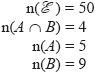 n(ℰ) = 50
n(A ∩ B) = 4
n(A) = 5
n(B) = 9